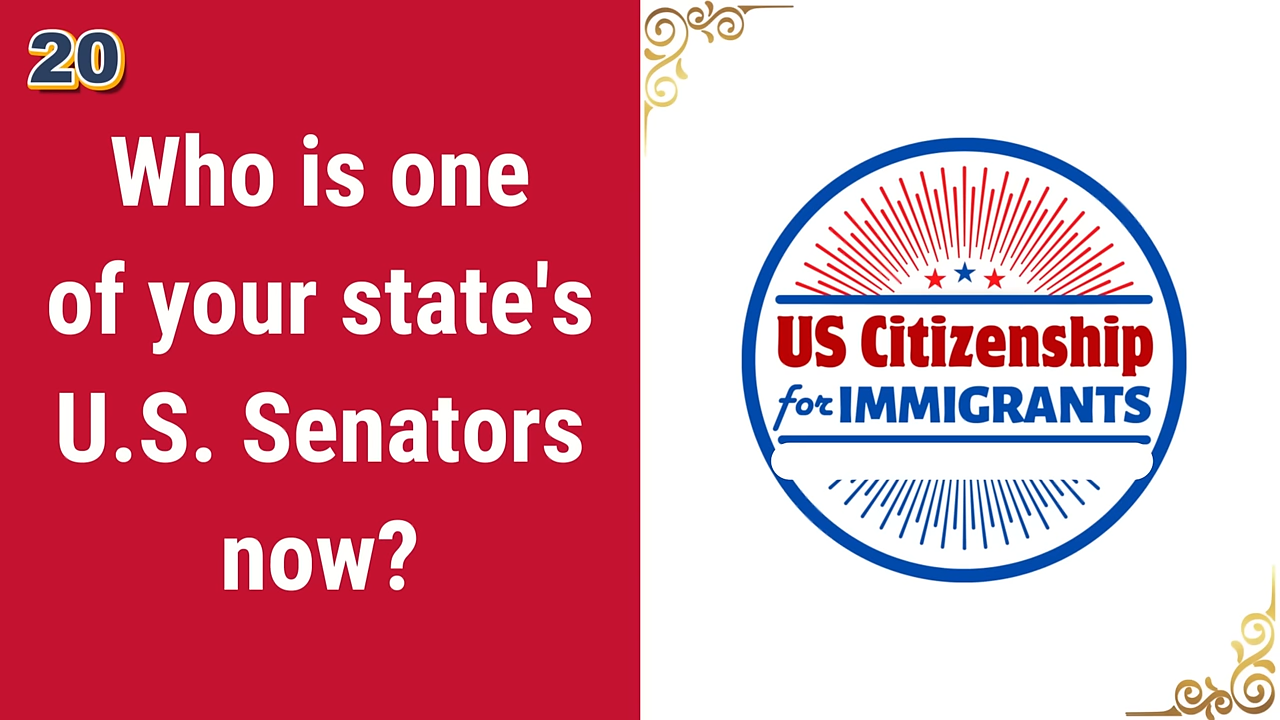 20
Who is one
of your state's
U.S. Senators
now?
US Citizenship
for IMMIGRANTS